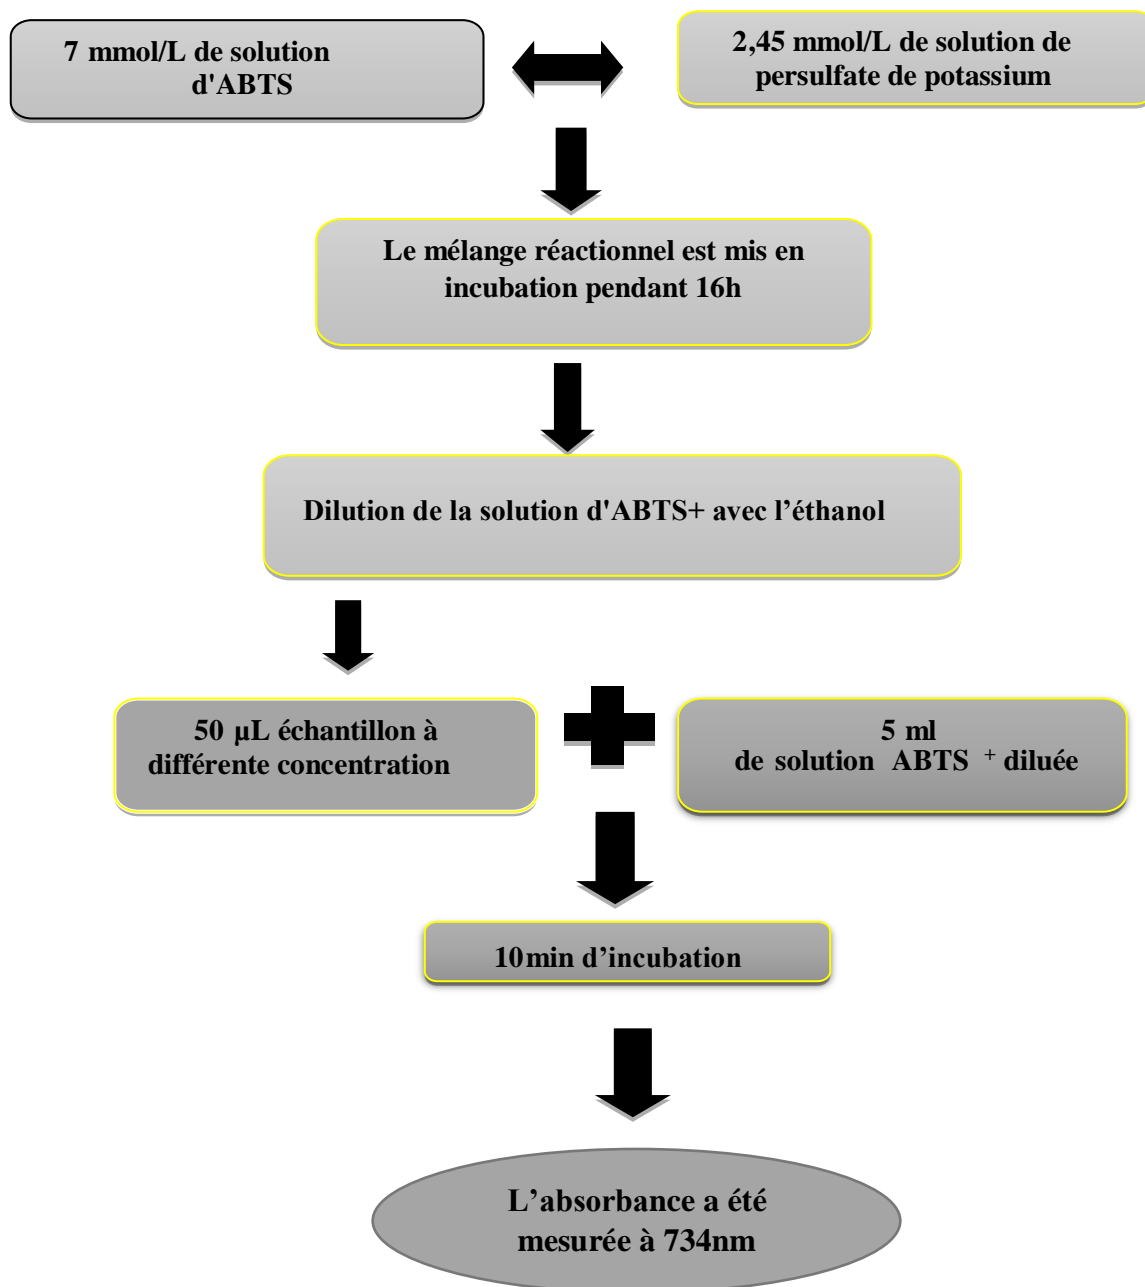 7 mmol/L de solution
d'ABTS
2,45 mmol/L de solution de
persulfate de potassium
Le mélange réactionnel est mis en
incubation pendant 16h
Dilution de la solution d'ABTS+ avec l’éthanol
50 µL échantillon à
différente concentration
5 ml
de solution ABTS + diluée
10min d’incubation
L’absorbance a été
mesurée à 734nm